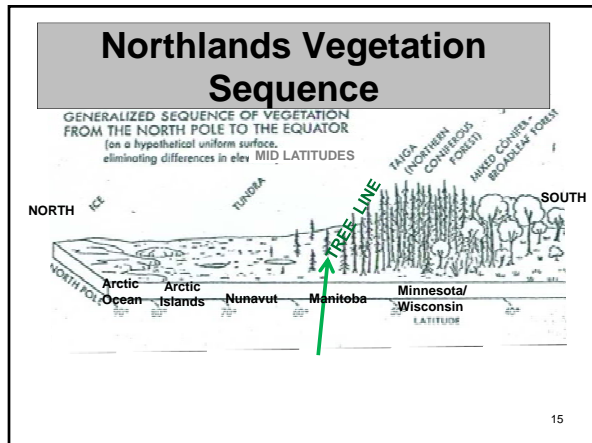 Northlands Vegetation
Sequence
GENERALIZED SEQUENCE OF VEGETATION
FROM THE NORTH POLE TO THE EQUATOR
(on a hypothetical uniform surface,
eliminating differences in elev
MID LATITUDES
NORTH
ICE
TUNDRA
TREE LINE
TAIGA
(NORTHERN
CONIFEROUS
FOREST)
MIXED CONIFER-
BROADLEAF FOREST
SOUTH
NORTH POLE
Arctic
Ocean
Arctic
Islands
Nunavut
Manitoba
Minnesota/
Wisconsin
LATITUDE
15